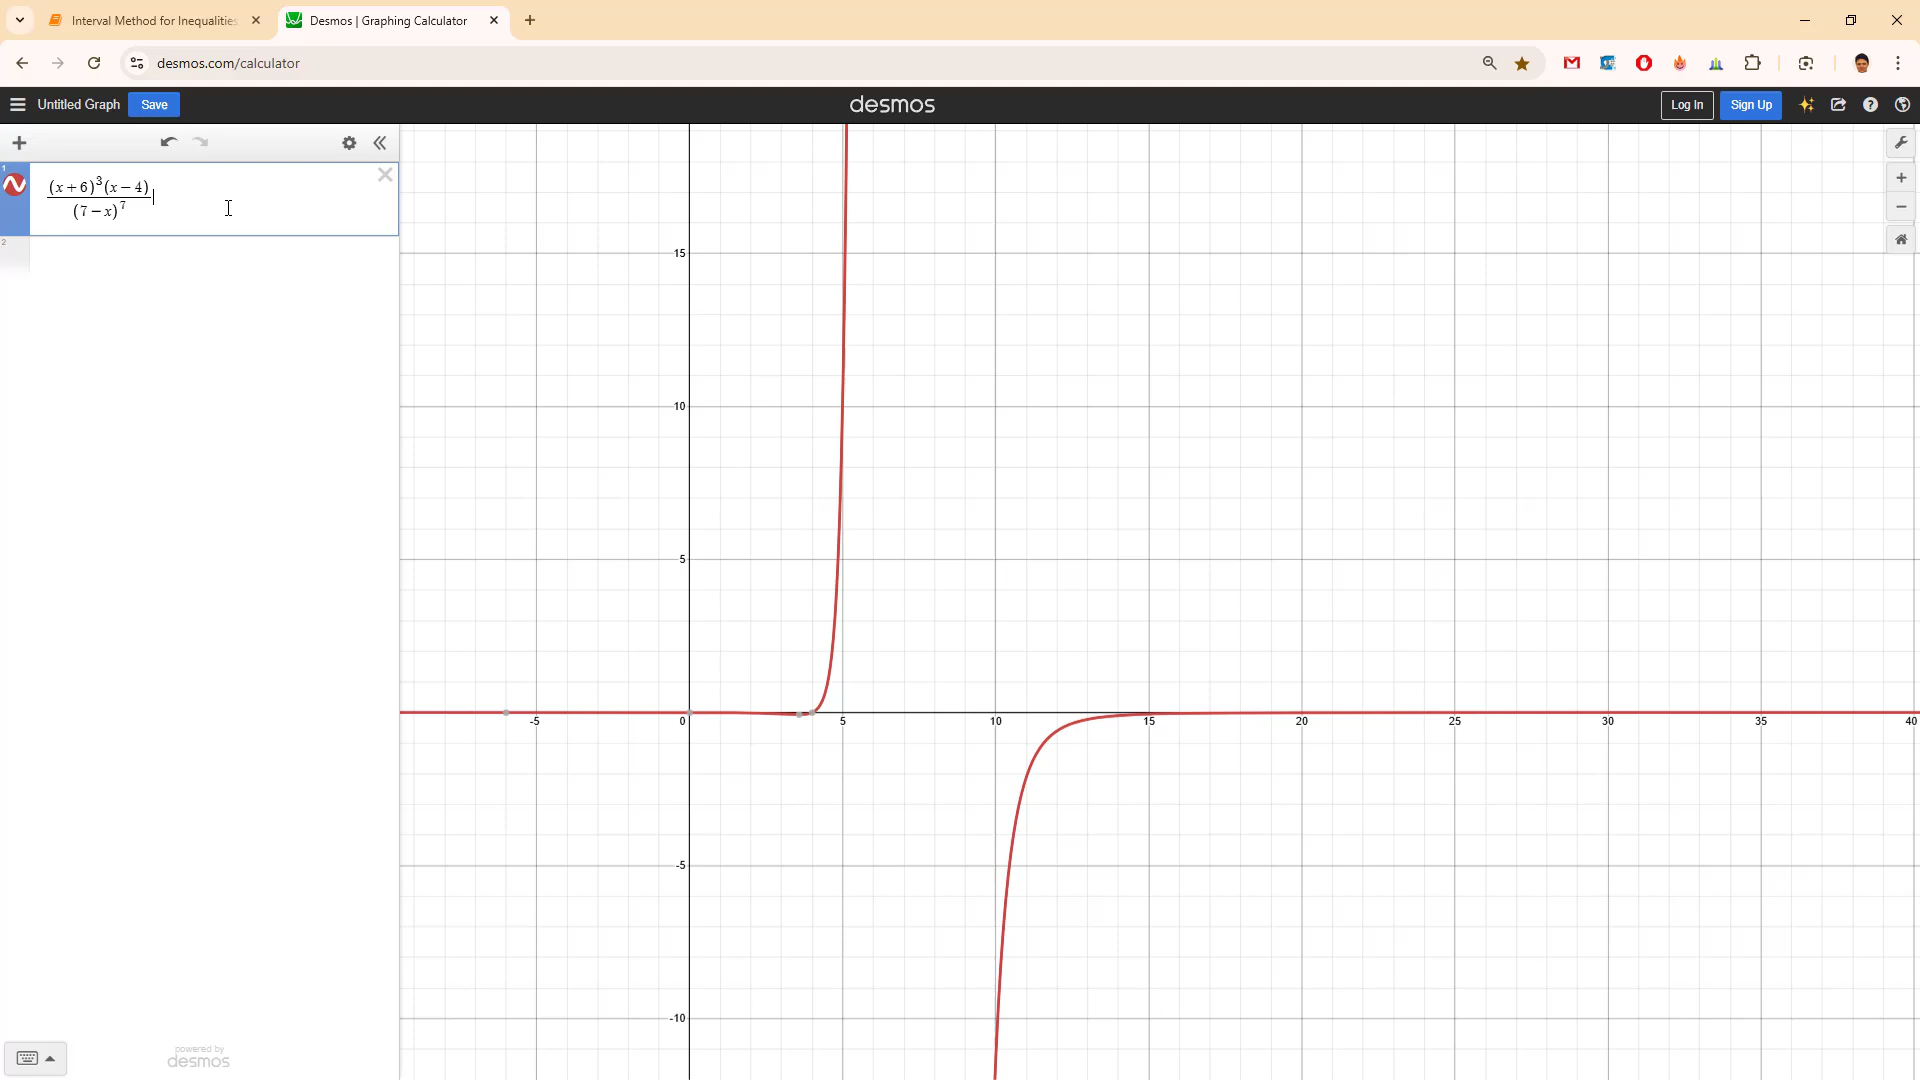 Interval Method for Inequalities
Desmos | Graphing Calculator
desmos.com/calculator
Untitled Graph
Save
desmos
Log In
Sign Up
1
(x+6)^3(x−4)
(7−x)^7
2
15
10
5
-5
0
5
10
15
20
25
30
35
40
-5
-10
powered by
desmos